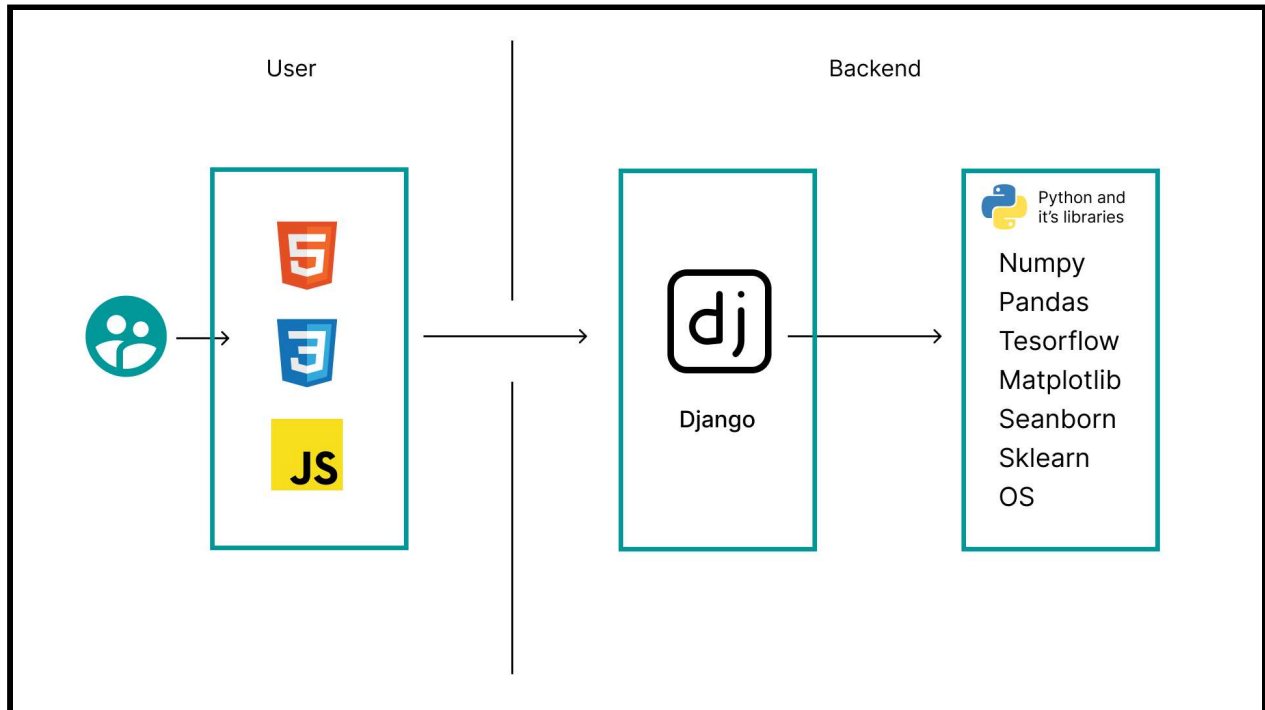 User
Backend
5
3
JS
dj
Django
Python and
it’s libraries
Numpy
Pandas
Tesorflow
Matplotlib
Seanborn
Sklearn
OS